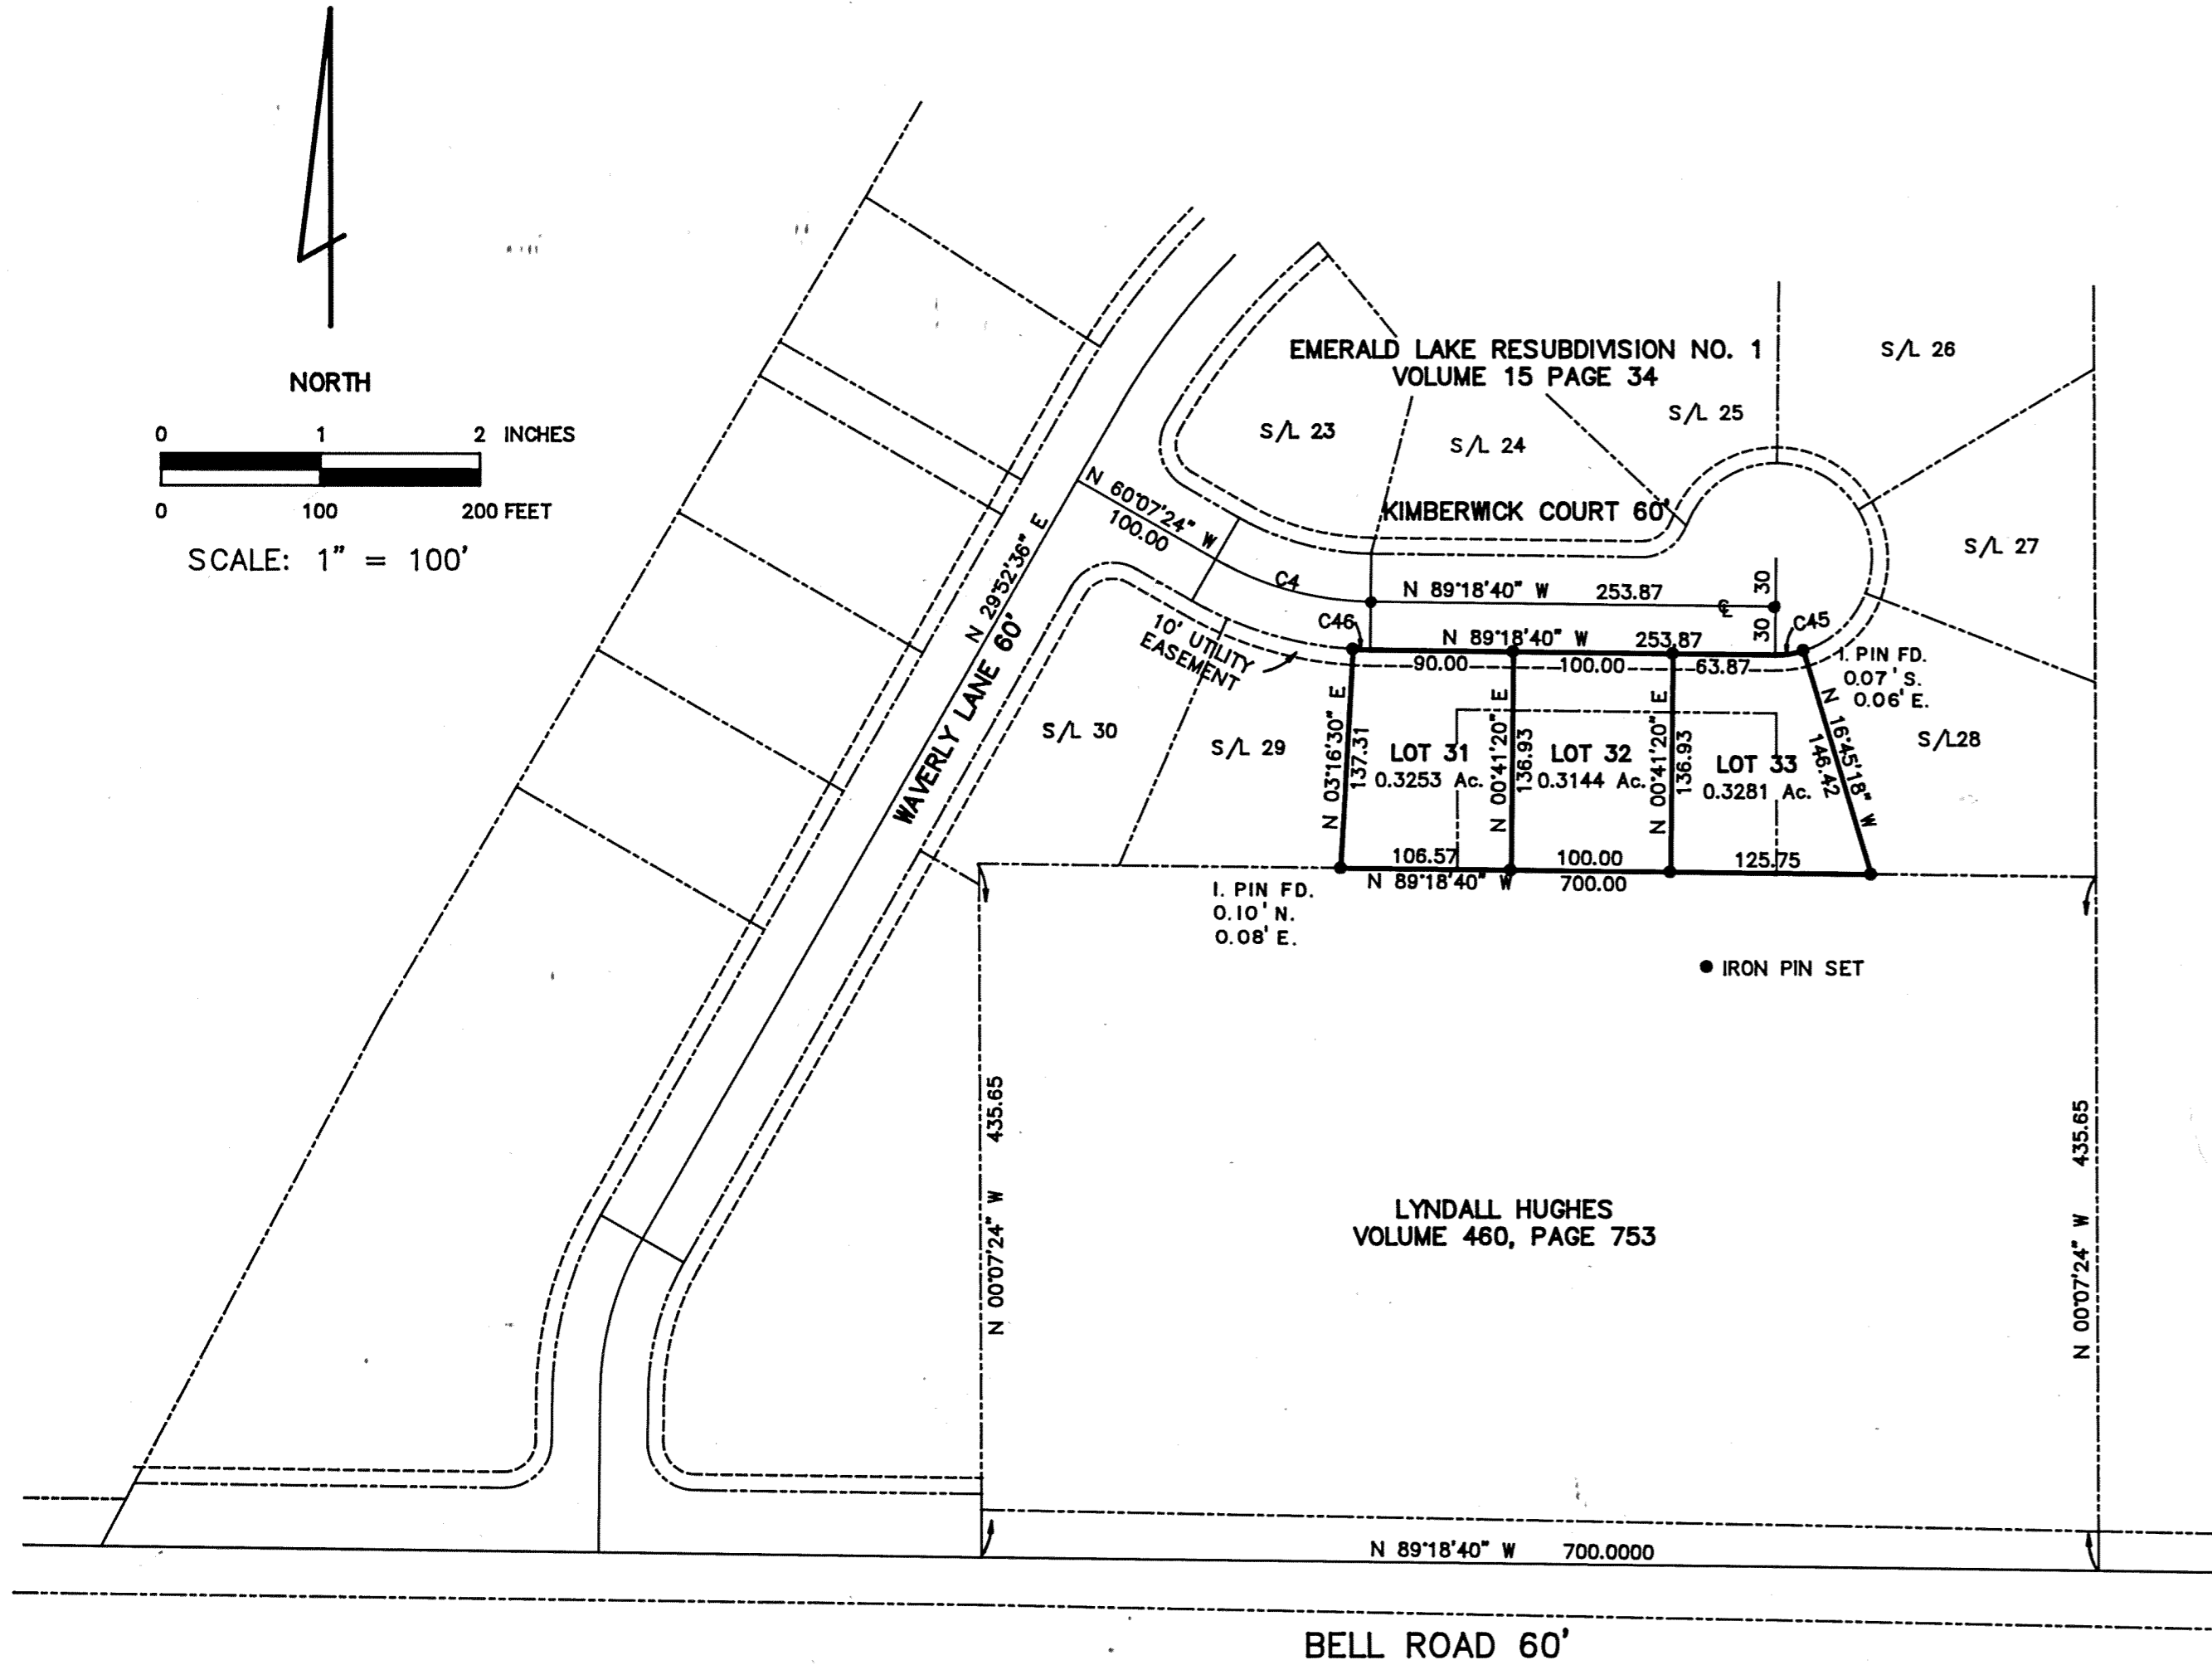 NORTH
0 1 2 INCHES
0 100 200 FEET
SCALE: 1" = 100'
EMERALD LAKE RESUBDIVISION NO. 1
VOLUME 15 PAGE 34
S/L 26
S/L 25
S/L 23
S/L 24
S/L 27
KIMBERWICK COURT 60'
N 60°07'24" W
100.00
N 29°52'36" E
WAVERLY LANE 60'
C4
N 89°18'40" W 253.87
℄
30
30
C46
C45
N 89°18'40" W 253.87
90.00 100.00 63.87
10' UTILITY
EASEMENT
I. PIN FD.
0.07' S.
0.06' E.
S/L 30
S/L 29
S/L28
N 03°16'30" E
137.31
LOT 31
0.3253 Ac.
N 00°41'20" E
136.93
LOT 32
0.3144 Ac.
N 00°41'20" E
136.93
LOT 33
0.3281 Ac.
N 16°45'18" W
146.42
106.57 100.00 125.75
N 89°18'40" W 700.00
I. PIN FD.
0.10' N.
0.08' E.
IRON PIN SET
N 00°07'24" W 435.65
N 00°07'24" W 435.65
LYNDALL HUGHES
VOLUME 460, PAGE 753
N 89°18'40" W 700.0000
BELL ROAD 60'